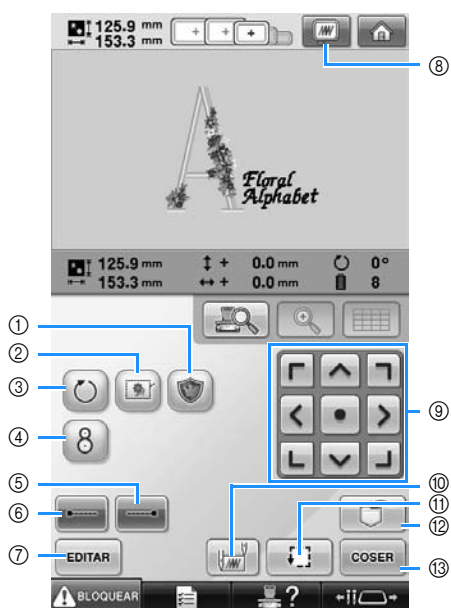 125.9 mm
153.3 mm
⑧
Floral
Alphabet
125.9 mm + 0.0 mm 0°
153.3 mm + 0.0 mm 8
①
②
③
④
⑤
⑥
⑨
⑩
⑪
⑫
⑦ EDITAR COSER ⑬
BLOQUEAR ?